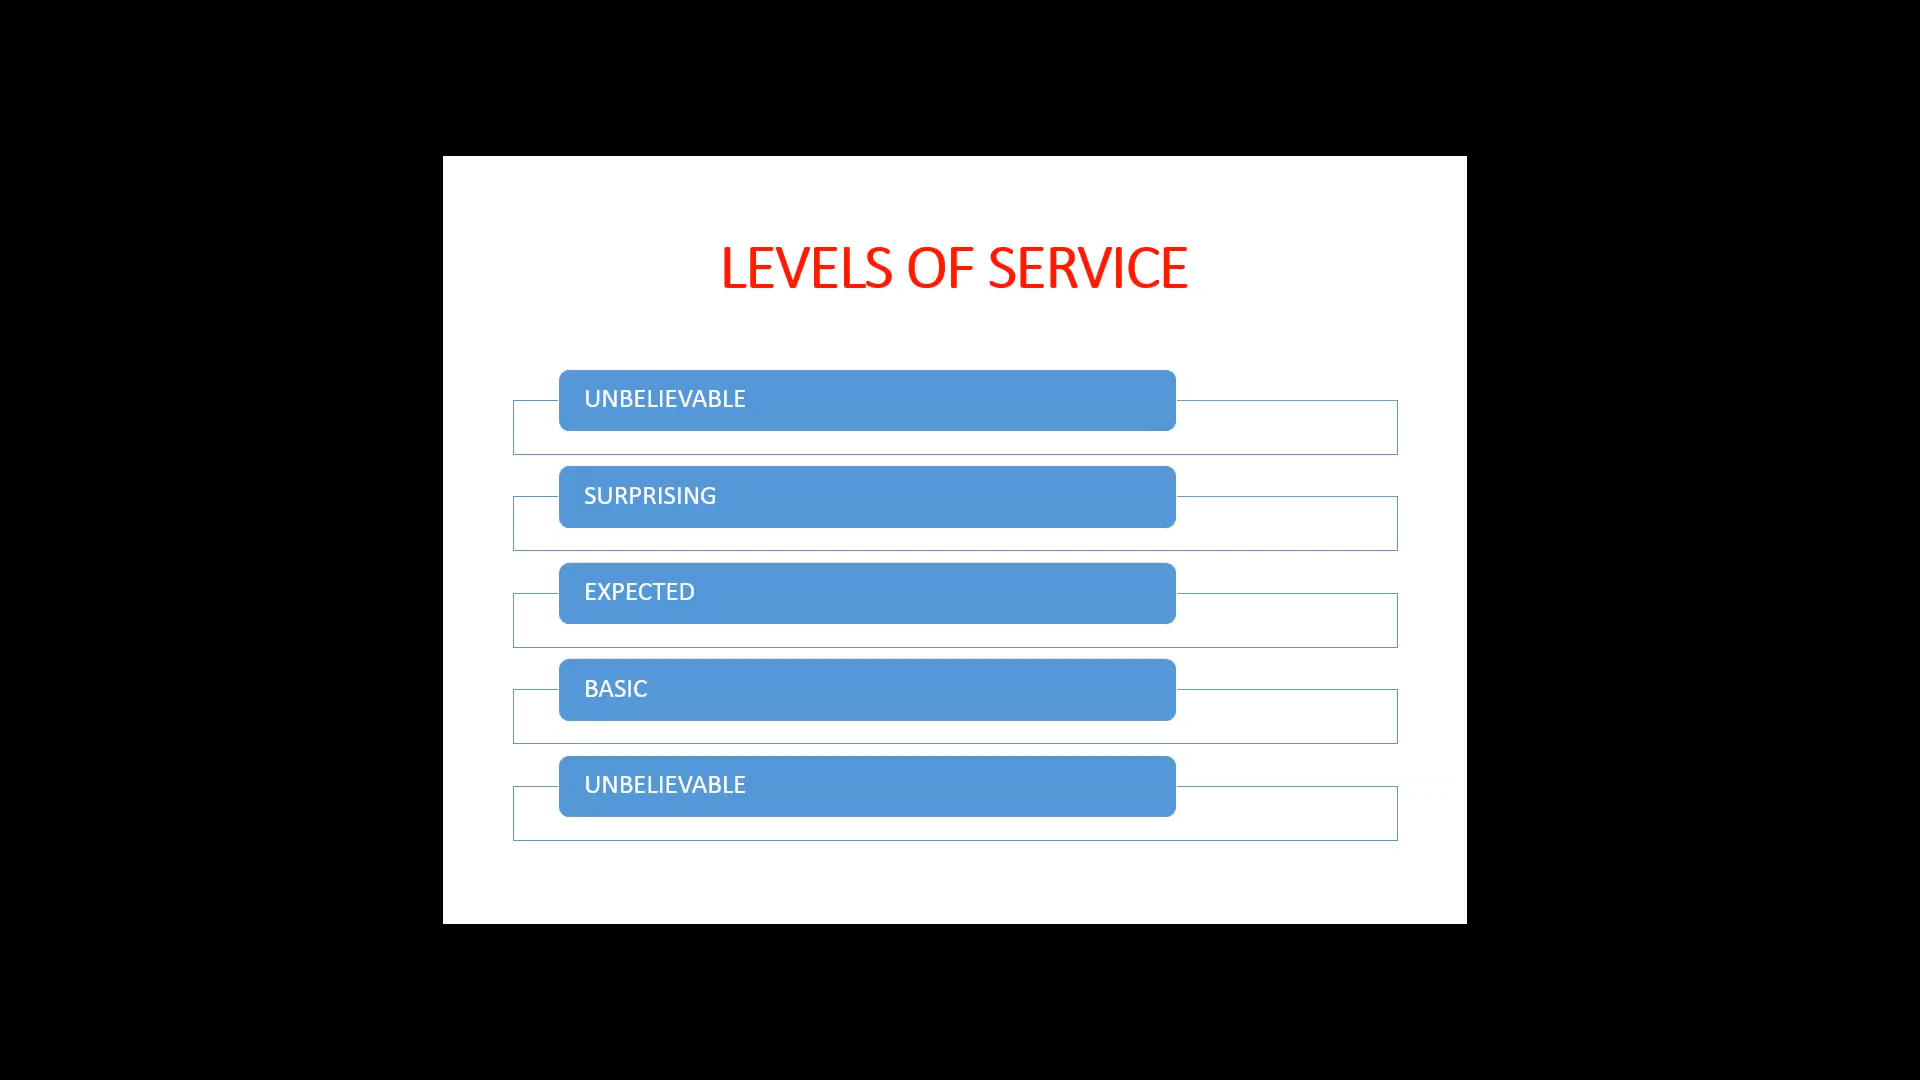 LEVELS OF SERVICE
UNBELIEVABLE
SURPRISING
EXPECTED
BASIC
UNBELIEVABLE